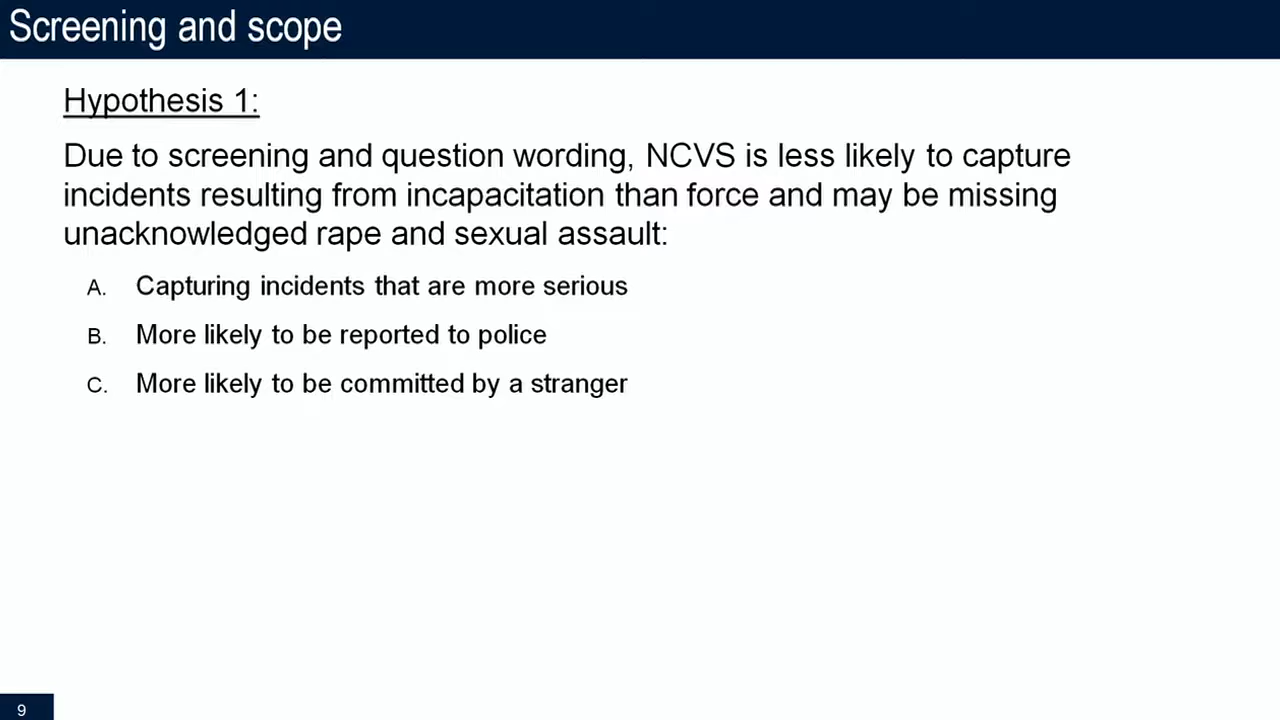 Screening and scope
Hypothesis 1:
Due to screening and question wording, NCVS is less likely to capture
incidents resulting from incapacitation than force and may be missing
unacknowledged rape and sexual assault:
A. Capturing incidents that are more serious
B. More likely to be reported to police
C. More likely to be committed by a stranger
9